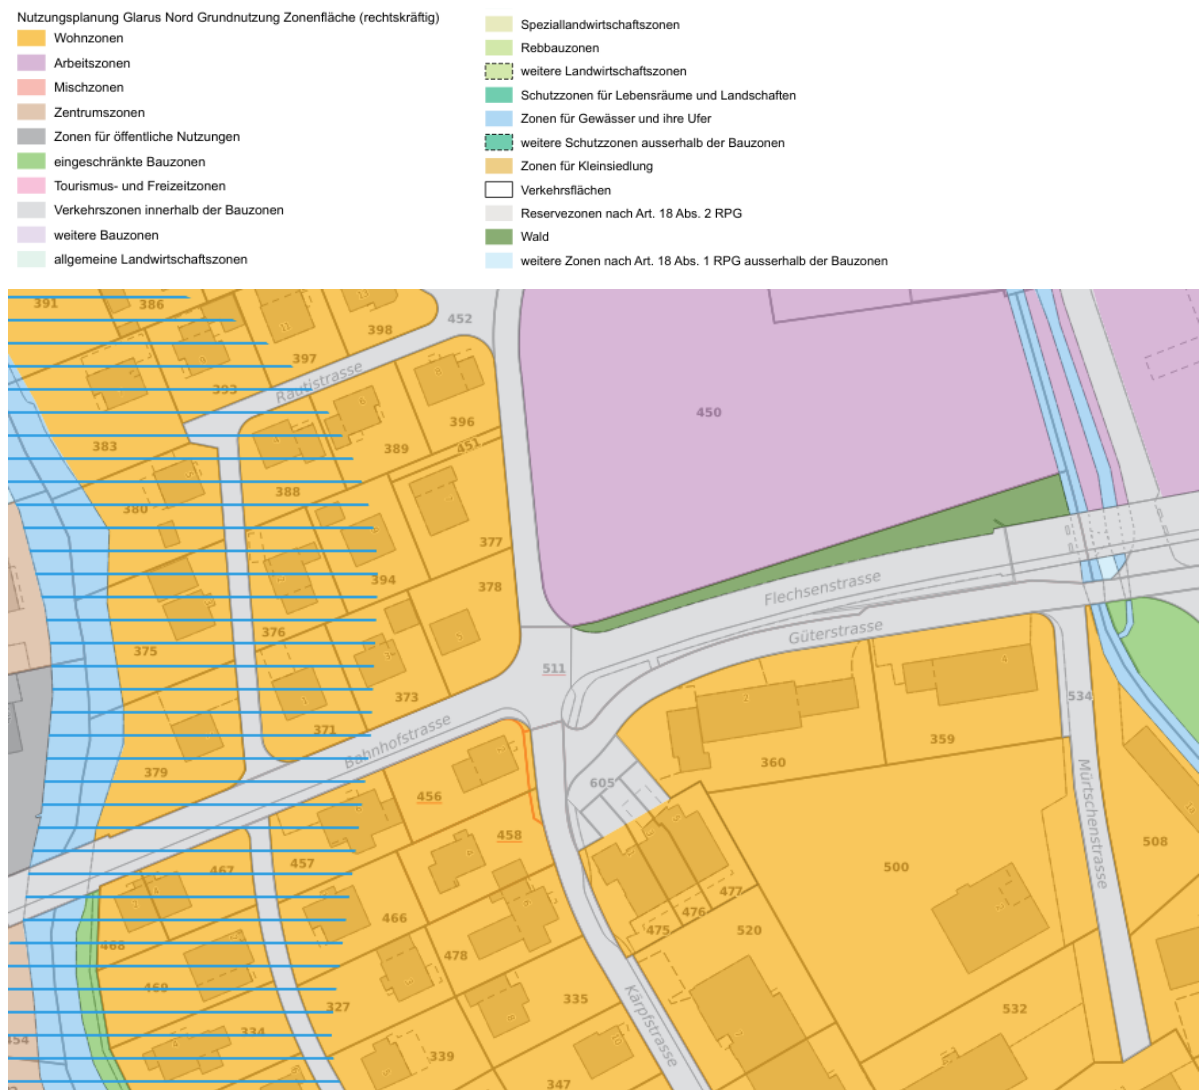 Nutzungsplanung Glarus Nord Grundnutzung Zonenfläche (rechtskräftig)
Wohnzonen
Arbeitszonen
Mischzonen
Zentrumszonen
Zonen für öffentliche Nutzungen
eingeschränkte Bauzonen
Tourismus- und Freizeitzonen
Verkehrszonen innerhalb der Bauzonen
weitere Bauzonen
allgemeine Landwirtschaftszonen
Speziallandwirtschaftszonen
Rebbauzonen
weitere Landwirtschaftszonen
Schutzzonen für Lebensräume und Landschaften
Zonen für Gewässer und ihre Ufer
weitere Schutzzonen ausserhalb der Bauzonen
Zonen für Kleinsiedlung
Verkehrsflächen
Reservezonen nach Art. 18 Abs. 2 RPG
Wald
weitere Zonen nach Art. 18 Abs. 1 RPG ausserhalb der Bauzonen
391
386
398
452
397
393
Rautistrasse
450
396
451
389
383
388
380
377
394
378
Flechsenstrasse
376
375
Güterstrasse
511
373
371
534
Bahnhofstrasse
379
359
360
605
456
458
508
467
457
500
Mürtschenstrasse
477
476
475
466
520
468
478
469
335
327
532
334
Kärpfstrasse
454
339
347